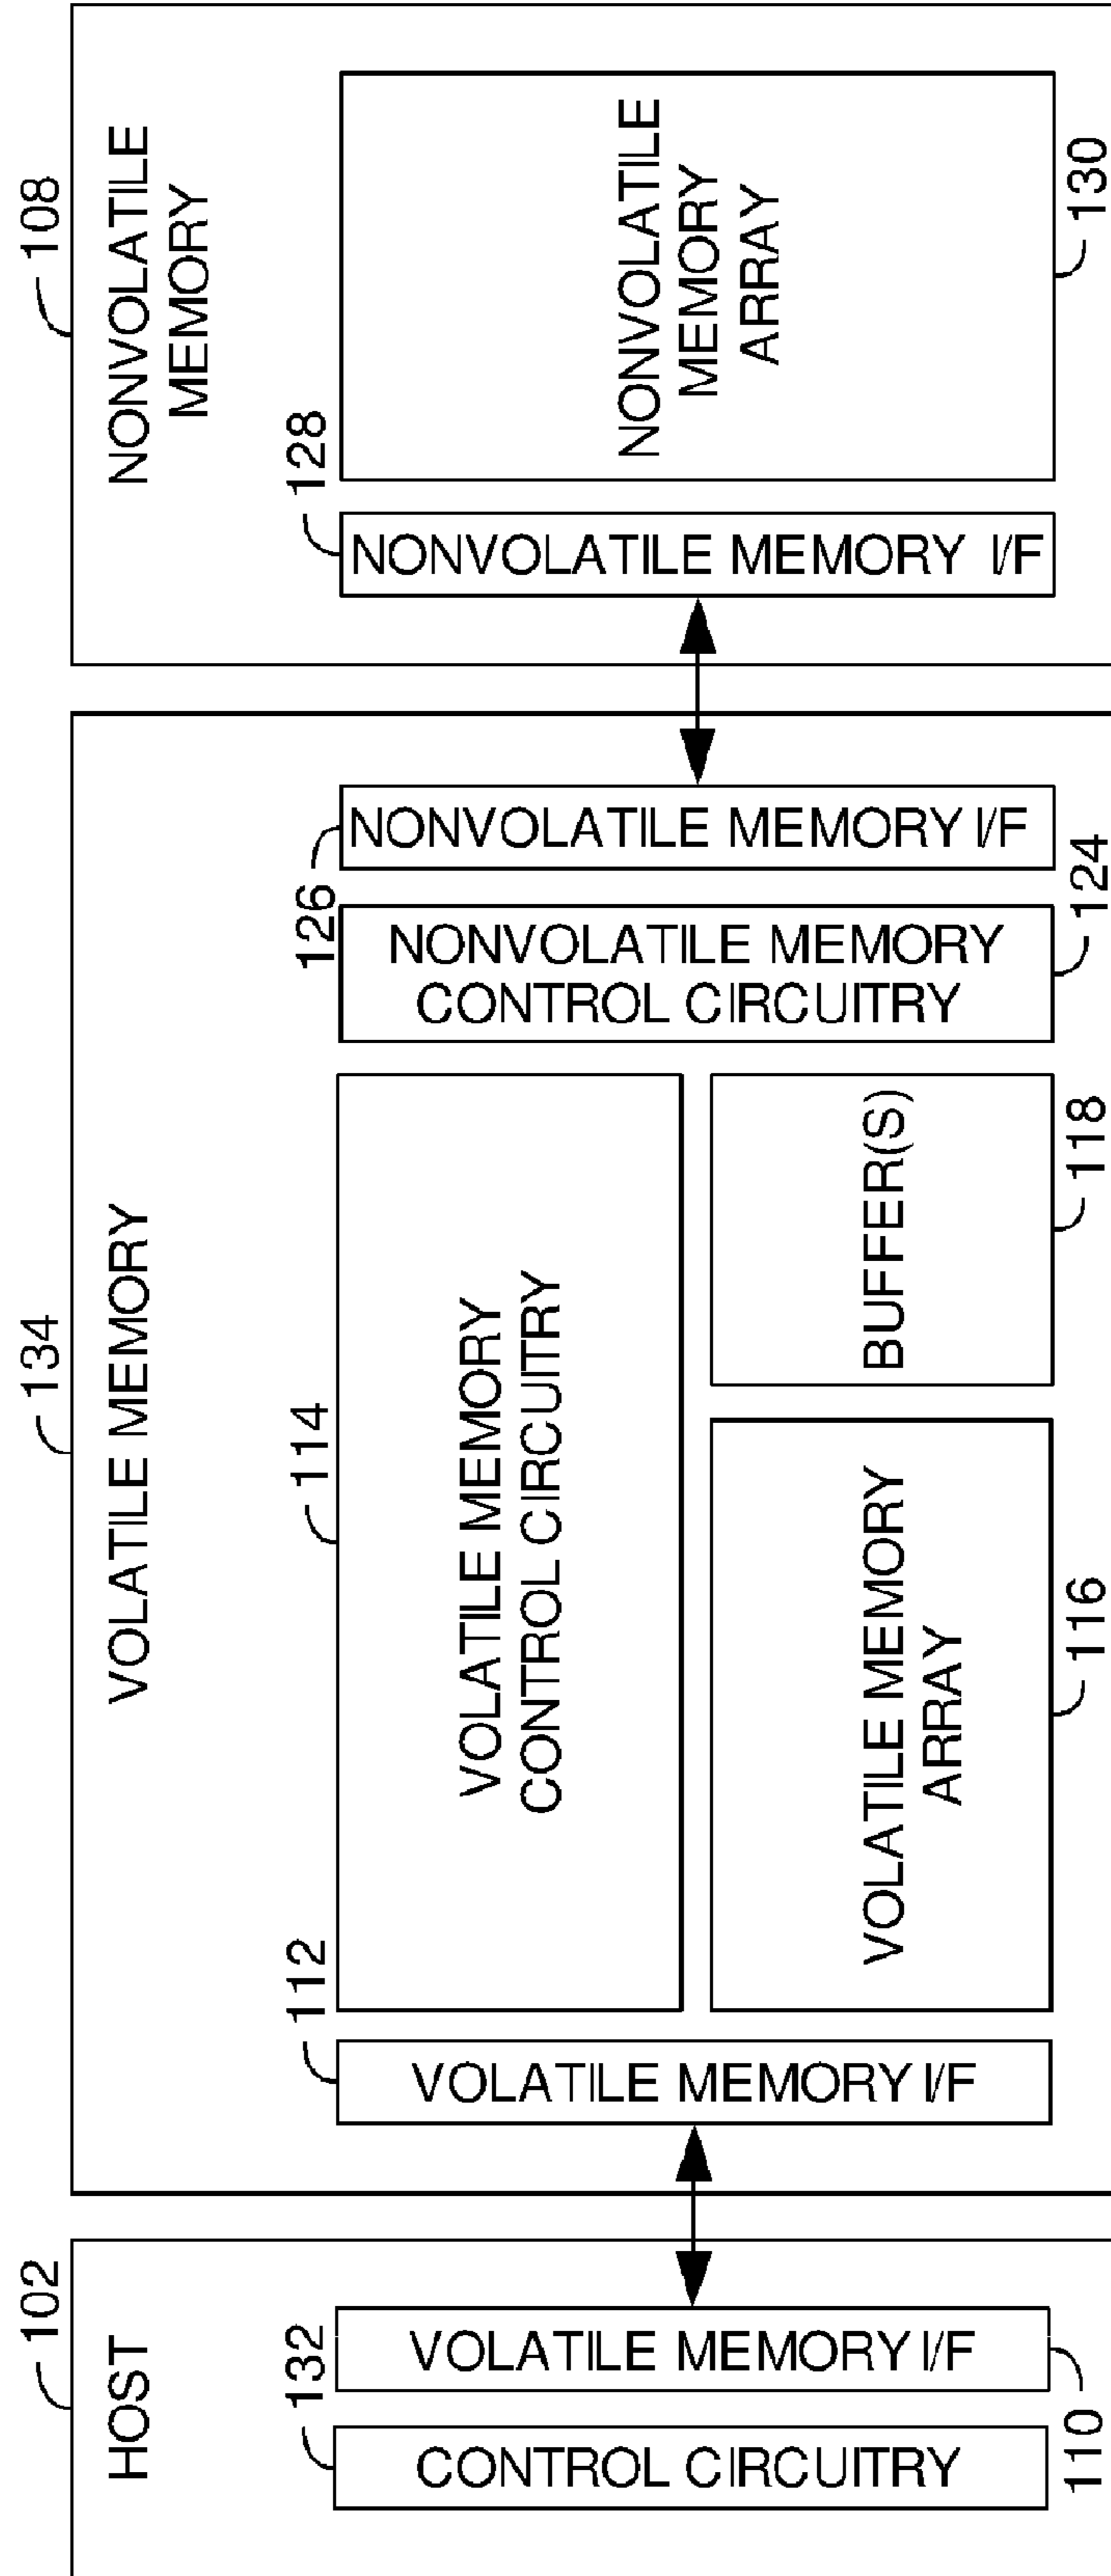 102
HOST
132
CONTROL CIRCUITRY
VOLATILE MEMORY I/F
110
134
VOLATILE MEMORY
112
VOLATILE MEMORY I/F
114
VOLATILE MEMORY
CONTROL CIRCUITRY
VOLATILE MEMORY
ARRAY
116
BUFFER(S)
118
126
NONVOLATILE MEMORY
CONTROL CIRCUITRY
124
NONVOLATILE MEMORY I/F
108
NONVOLATILE
MEMORY
128
NONVOLATILE MEMORY I/F
NONVOLATILE
MEMORY
ARRAY
130